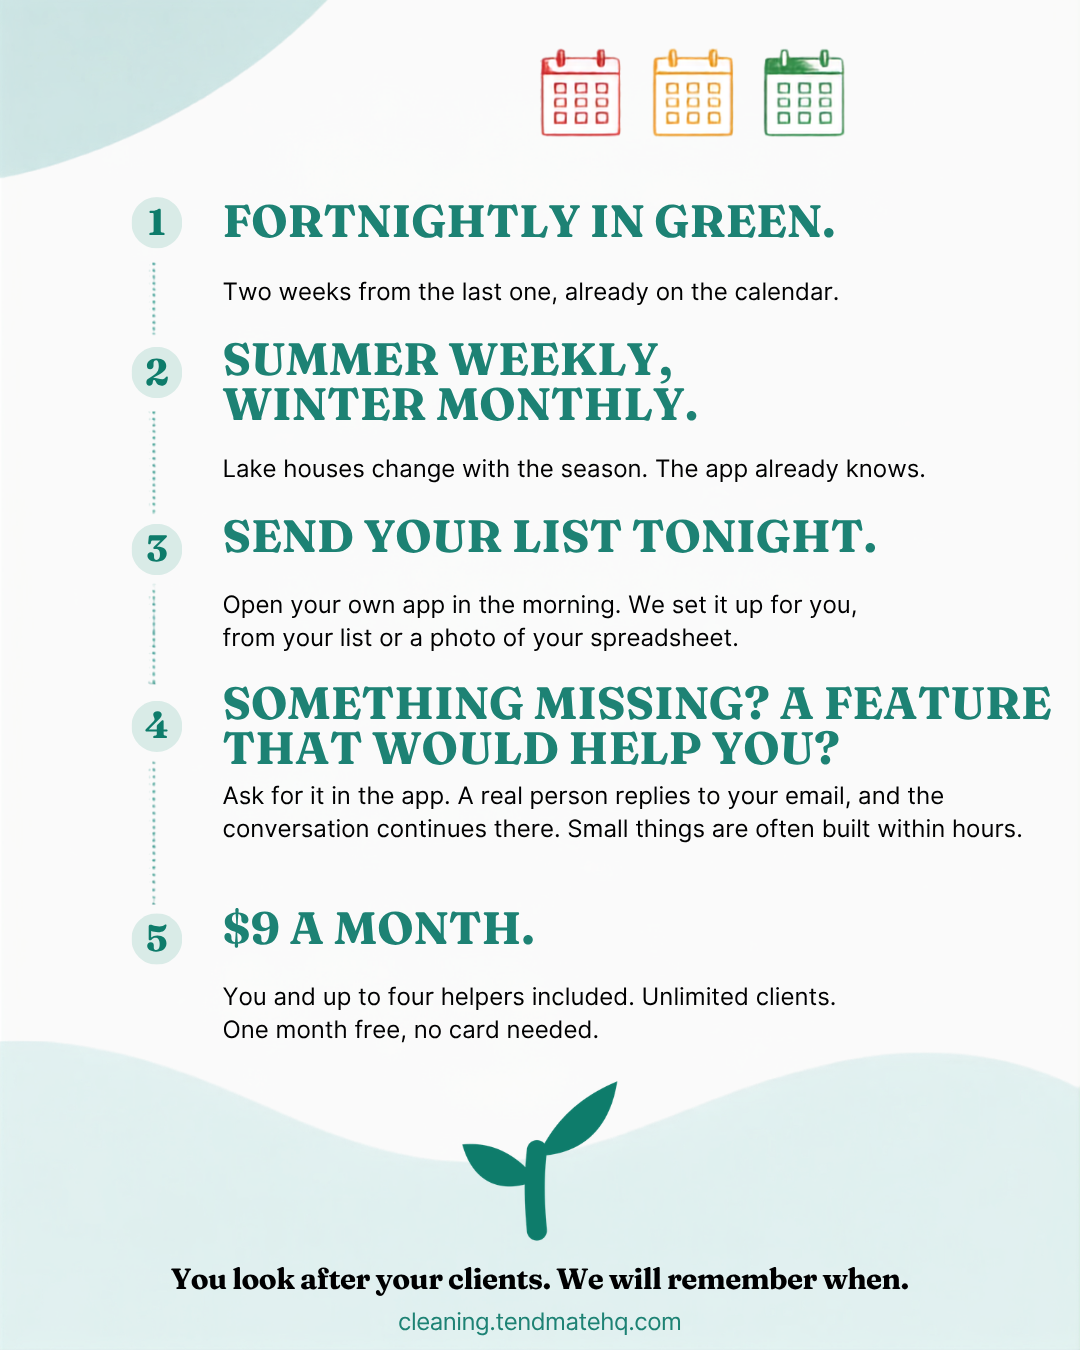 1
FORTNIGHTLY IN GREEN.
Two weeks from the last one, already on the calendar.
2
SUMMER WEEKLY,
WINTER MONTHLY.
Lake houses change with the season. The app already knows.
3
SEND YOUR LIST TONIGHT.
Open your own app in the morning. We set it up for you,
from your list or a photo of your spreadsheet.
4
SOMETHING MISSING? A FEATURE
THAT WOULD HELP YOU?
Ask for it in the app. A real person replies to your email, and the
conversation continues there. Small things are often built within hours.
5
$9 A MONTH.
You and up to four helpers included. Unlimited clients.
One month free, no card needed.
You look after your clients. We will remember when.
cleaning.tendmatehq.com